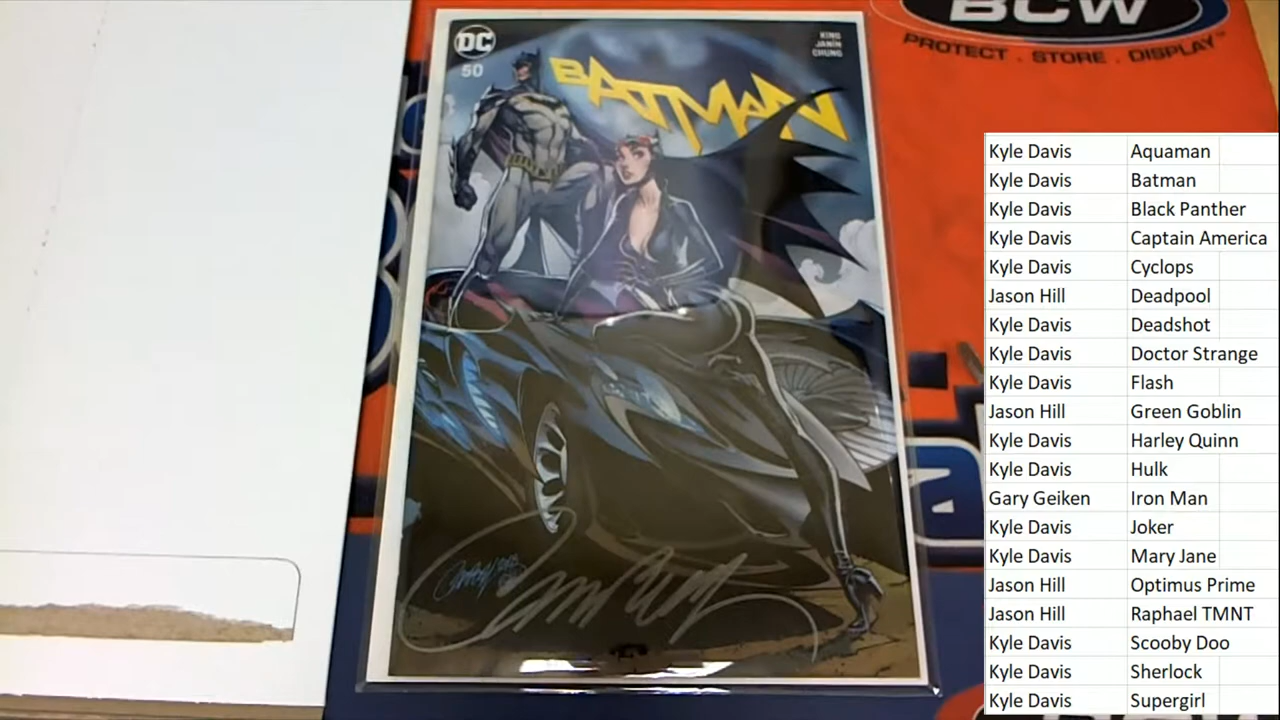 BCW
PROTECT . STORE . DISPLAY™
DC
50
KING
JANÍN
CHUNG
BATMAN
Kyle Davis Aquaman
Kyle Davis Batman
Kyle Davis Black Panther
Kyle Davis Captain America
Kyle Davis Cyclops
Jason Hill Deadpool
Kyle Davis Deadshot
Kyle Davis Doctor Strange
Kyle Davis Flash
Jason Hill Green Goblin
Kyle Davis Harley Quinn
Kyle Davis Hulk
Gary Geiken Iron Man
Kyle Davis Joker
Kyle Davis Mary Jane
Jason Hill Optimus Prime
Jason Hill Raphael TMNT
Kyle Davis Scooby Doo
Kyle Davis Sherlock
Kyle Davis Supergirl